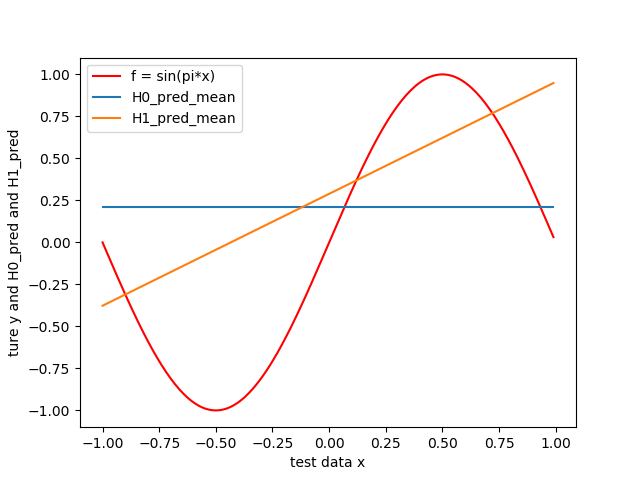 f = sin(pi*x)
H0_pred_mean
H1_pred_mean
1.00
0.75
0.50
0.25
0.00
−0.25
−0.50
−0.75
−1.00
ture y and H0_pred and H1_pred
−1.00 −0.75 −0.50 −0.25 0.00 0.25 0.50 0.75 1.00
test data x